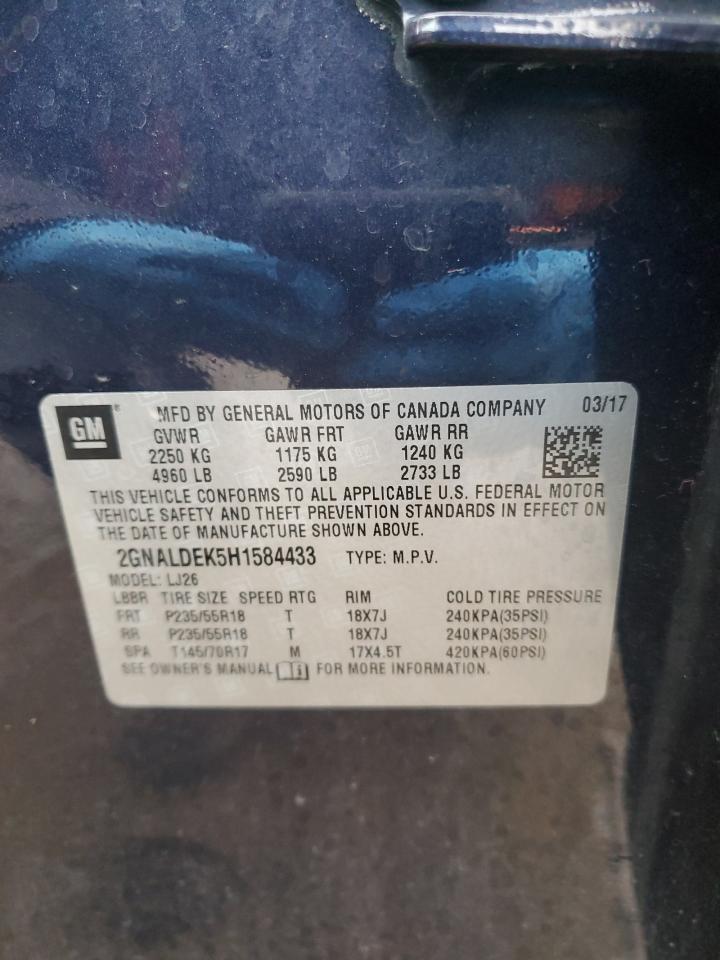 GM® MFD BY GENERAL MOTORS OF CANADA COMPANY 03/17
GVWR GAWR FRT GAWR RR
2250 KG 1175 KG 1240 KG
4960 LB 2590 LB 2733 LB
THIS VEHICLE CONFORMS TO ALL APPLICABLE U.S. FEDERAL MOTOR
VEHICLE SAFETY AND THEFT PREVENTION STANDARDS IN EFFECT ON
THE DATE OF MANUFACTURE SHOWN ABOVE.
2GNALDEK5H1584433 TYPE: M.P.V.
MODEL: LJ26
LBBR TIRE SIZE SPEED RTG RIM COLD TIRE PRESSURE
FRT P235/55R18 T 18X7J 240KPA(35PSI)
RR P235/55R18 T 18X7J 240KPA(35PSI)
SPA T145/70R17 M 17X4.5T 420KPA(60PSI)
SEE OWNER'S MANUAL FOR MORE INFORMATION.